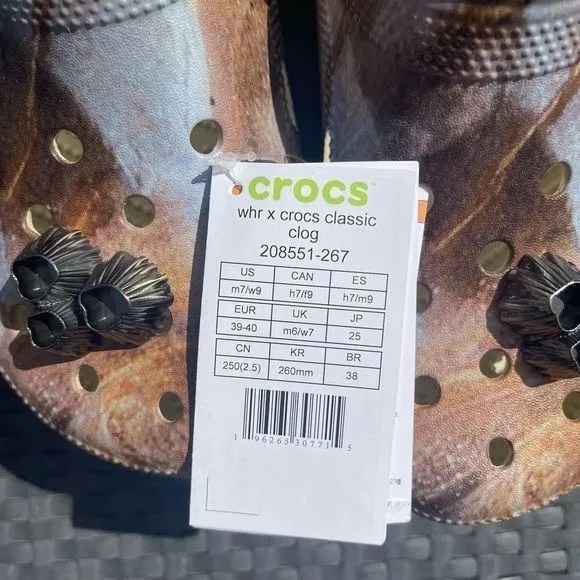 crocs™
whr x crocs classic
clog
208551-267
US CAN ES
m7/w9 h7/f9 h7/m9
EUR UK JP
39-40 m6/w7 25
CN KR BR
250(2.5) 260mm 38
1 96265 30771 5